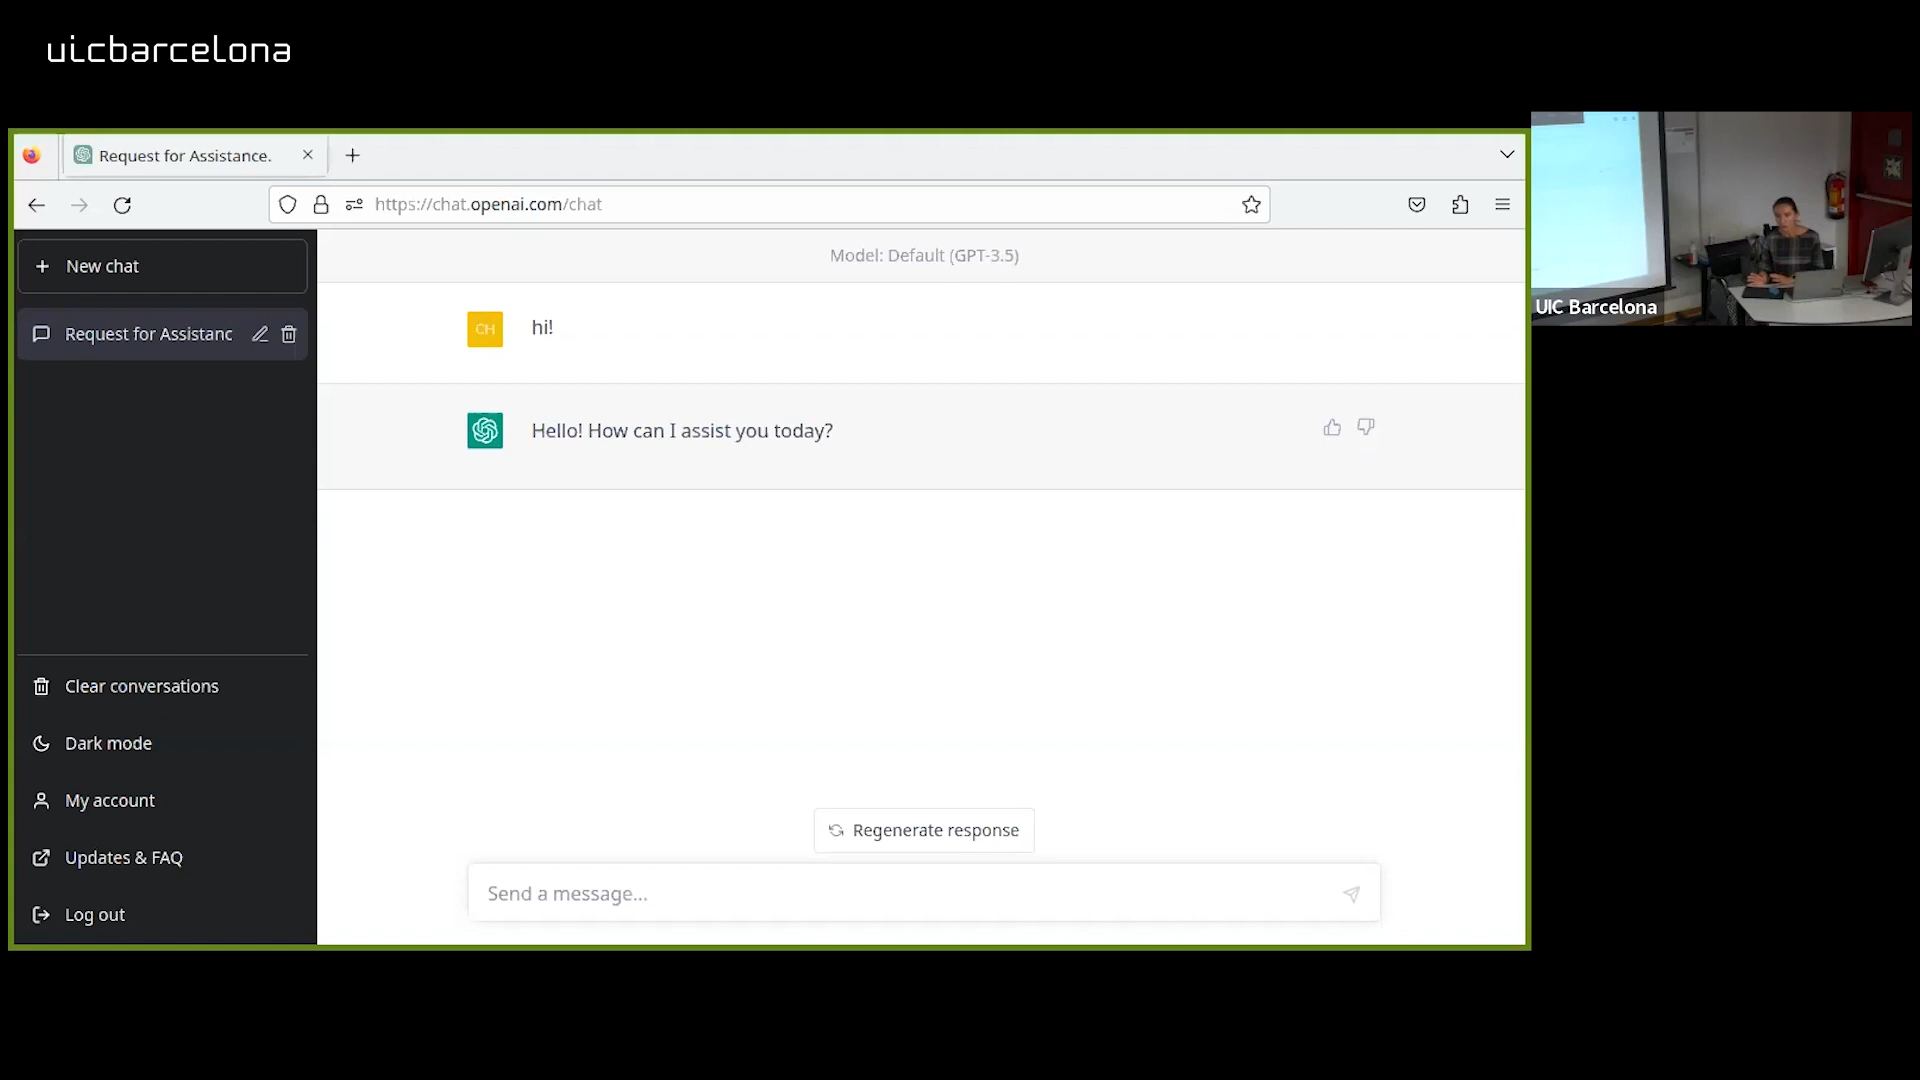 uicbarcelona
Request for Assistance.
https://chat.openai.com/chat
New chat
Request for Assistanc
Clear conversations
Dark mode
My account
Updates & FAQ
Log out
Model: Default (GPT-3.5)
CH
hi!
Hello! How can I assist you today?
Regenerate response
Send a message...
UIC Barcelona